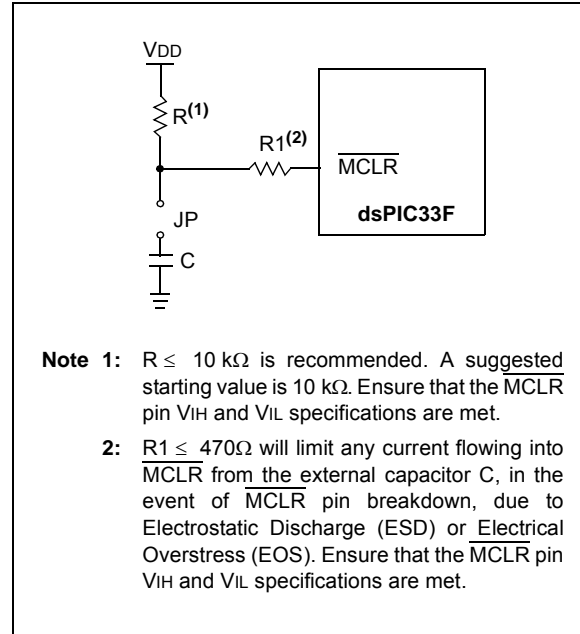 VDD
R(1)
R1(2)
MCLR
dsPIC33F
JP
C
Note 1: R ≤ 10 kΩ is recommended. A suggested
starting value is 10 kΩ. Ensure that the MCLR
pin VIH and VIL specifications are met.
2: R1 ≤ 470Ω will limit any current flowing into
MCLR from the external capacitor C, in the
event of MCLR pin breakdown, due to
Electrostatic Discharge (ESD) or Electrical
Overstress (EOS). Ensure that the MCLR pin
VIH and VIL specifications are met.